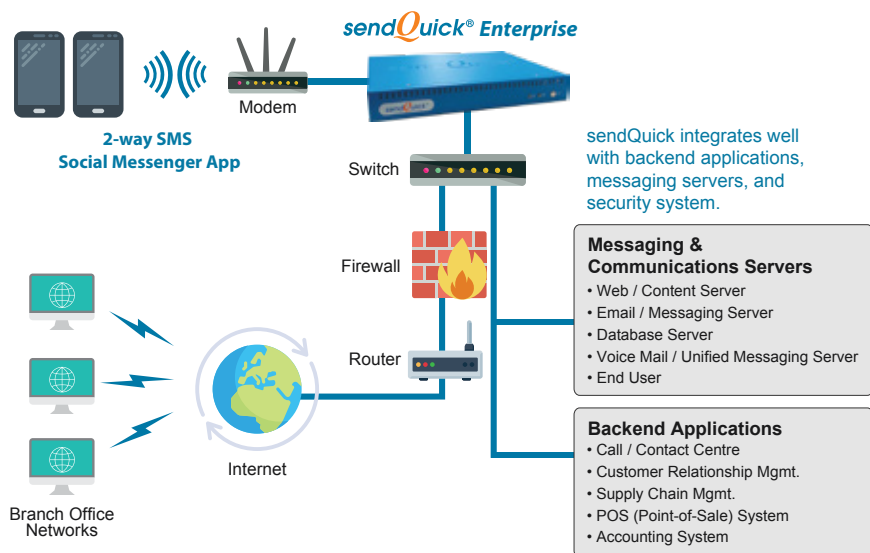 sendQuick® Enterprise
Modem
2-way SMS
Social Messenger App
sendQuick
Switch
sendQuick integrates well
with backend applications,
messaging servers, and
security system.
Firewall
Messaging &
Communications Servers
• Web / Content Server
• Email / Messaging Server
• Database Server
• Voice Mail / Unified Messaging Server
• End User
Router
Internet
Branch Office
Networks
Backend Applications
• Call / Contact Centre
• Customer Relationship Mgmt.
• Supply Chain Mgmt.
• POS (Point-of-Sale) System
• Accounting System